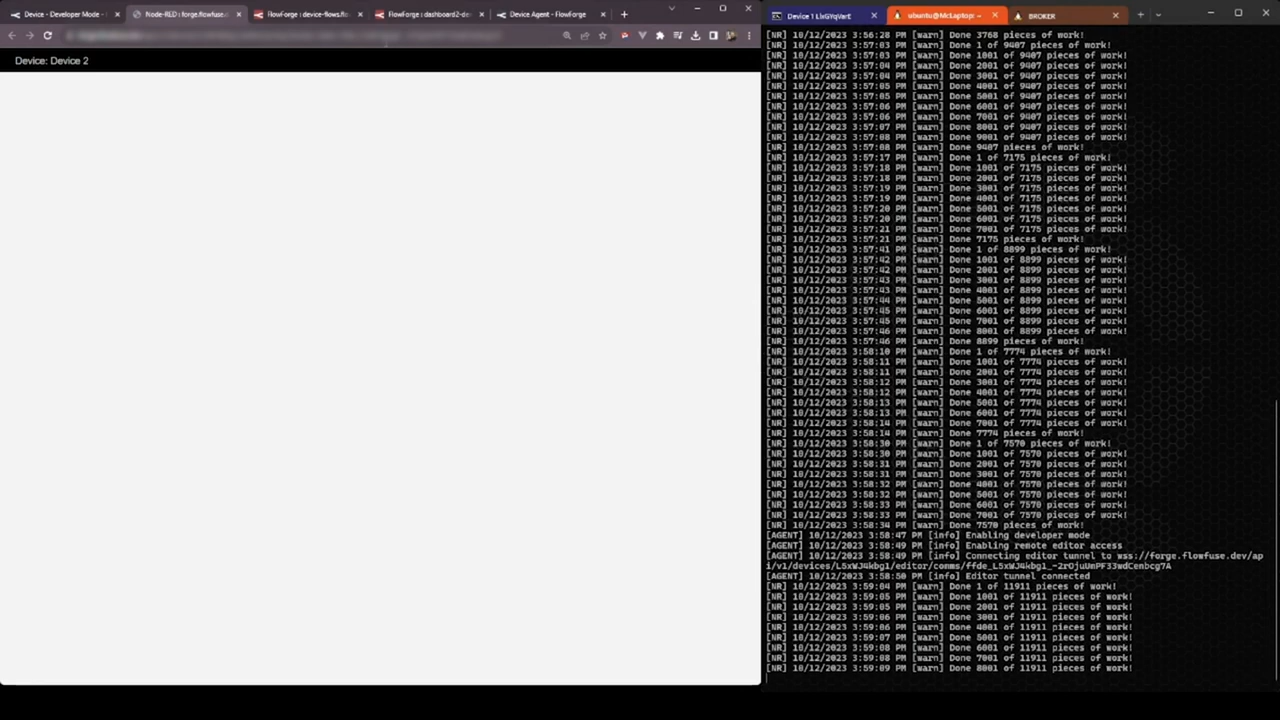 Device - Developer Mode -
Node-RED : forge.flowfuse.
FlowForge : device-flows.fl
FlowForge : dashboard2-de
Device Agent - FlowForge
Device: Device 2
Device 1
ubuntu@McLaptop: ~
BROKER
[NR] 10/12/2023 3:56:28 PM [warn] Done 3768 pieces of work!
[NR] 10/12/2023 3:57:03 PM [warn] Done 1 of 9407 pieces of work!
[NR] 10/12/2023 3:57:03 PM [warn] Done 1001 of 9407 pieces of work!
[NR] 10/12/2023 3:57:04 PM [warn] Done 2001 of 9407 pieces of work!
[NR] 10/12/2023 3:57:04 PM [warn] Done 3001 of 9407 pieces of work!
[NR] 10/12/2023 3:57:05 PM [warn] Done 4001 of 9407 pieces of work!
[NR] 10/12/2023 3:57:05 PM [warn] Done 5001 of 9407 pieces of work!
[NR] 10/12/2023 3:57:06 PM [warn] Done 6001 of 9407 pieces of work!
[NR] 10/12/2023 3:57:06 PM [warn] Done 7001 of 9407 pieces of work!
[NR] 10/12/2023 3:57:07 PM [warn] Done 8001 of 9407 pieces of work!
[NR] 10/12/2023 3:57:08 PM [warn] Done 9001 of 9407 pieces of work!
[NR] 10/12/2023 3:57:08 PM [warn] Done 9407 pieces of work!
[NR] 10/12/2023 3:57:17 PM [warn] Done 1 of 7175 pieces of work!
[NR] 10/12/2023 3:57:18 PM [warn] Done 1001 of 7175 pieces of work!
[NR] 10/12/2023 3:57:18 PM [warn] Done 2001 of 7175 pieces of work!
[NR] 10/12/2023 3:57:19 PM [warn] Done 3001 of 7175 pieces of work!
[NR] 10/12/2023 3:57:19 PM [warn] Done 4001 of 7175 pieces of work!
[NR] 10/12/2023 3:57:20 PM [warn] Done 5001 of 7175 pieces of work!
[NR] 10/12/2023 3:57:20 PM [warn] Done 6001 of 7175 pieces of work!
[NR] 10/12/2023 3:57:21 PM [warn] Done 7001 of 7175 pieces of work!
[NR] 10/12/2023 3:57:21 PM [warn] Done 7175 pieces of work!
[NR] 10/12/2023 3:57:41 PM [warn] Done 1 of 8899 pieces of work!
[NR] 10/12/2023 3:57:42 PM [warn] Done 1001 of 8899 pieces of work!
[NR] 10/12/2023 3:57:42 PM [warn] Done 2001 of 8899 pieces of work!
[NR] 10/12/2023 3:57:43 PM [warn] Done 3001 of 8899 pieces of work!
[NR] 10/12/2023 3:57:43 PM [warn] Done 4001 of 8899 pieces of work!
[NR] 10/12/2023 3:57:44 PM [warn] Done 5001 of 8899 pieces of work!
[NR] 10/12/2023 3:57:45 PM [warn] Done 6001 of 8899 pieces of work!
[NR] 10/12/2023 3:57:45 PM [warn] Done 7001 of 8899 pieces of work!
[NR] 10/12/2023 3:57:46 PM [warn] Done 8001 of 8899 pieces of work!
[NR] 10/12/2023 3:57:46 PM [warn] Done 8899 pieces of work!
[NR] 10/12/2023 3:58:10 PM [warn] Done 1 of 7774 pieces of work!
[NR] 10/12/2023 3:58:11 PM [warn] Done 1001 of 7774 pieces of work!
[NR] 10/12/2023 3:58:11 PM [warn] Done 2001 of 7774 pieces of work!
[NR] 10/12/2023 3:58:12 PM [warn] Done 3001 of 7774 pieces of work!
[NR] 10/12/2023 3:58:12 PM [warn] Done 4001 of 7774 pieces of work!
[NR] 10/12/2023 3:58:13 PM [warn] Done 5001 of 7774 pieces of work!
[NR] 10/12/2023 3:58:13 PM [warn] Done 6001 of 7774 pieces of work!
[NR] 10/12/2023 3:58:14 PM [warn] Done 7001 of 7774 pieces of work!
[NR] 10/12/2023 3:58:14 PM [warn] Done 7774 pieces of work!
[NR] 10/12/2023 3:58:30 PM [warn] Done 1 of 7570 pieces of work!
[NR] 10/12/2023 3:58:30 PM [warn] Done 1001 of 7570 pieces of work!
[NR] 10/12/2023 3:58:31 PM [warn] Done 2001 of 7570 pieces of work!
[NR] 10/12/2023 3:58:31 PM [warn] Done 3001 of 7570 pieces of work!
[NR] 10/12/2023 3:58:32 PM [warn] Done 4001 of 7570 pieces of work!
[NR] 10/12/2023 3:58:32 PM [warn] Done 5001 of 7570 pieces of work!
[NR] 10/12/2023 3:58:33 PM [warn] Done 6001 of 7570 pieces of work!
[NR] 10/12/2023 3:58:33 PM [warn] Done 7001 of 7570 pieces of work!
[NR] 10/12/2023 3:58:34 PM [warn] Done 7570 pieces of work!
[AGENT] 10/12/2023 3:58:47 PM [info] Enabling developer mode
[AGENT] 10/12/2023 3:58:49 PM [info] Enabling remote editor access
[AGENT] 10/12/2023 3:58:49 PM [info] Connecting editor tunnel to wss://forge.flowfuse.dev/ap
i/v1/devices/L5xWJ4kbg1/editor/comms/ffde_L5xWJ4kbg1_-2rOjuUmPF33wdCenbcg7A
[AGENT] 10/12/2023 3:58:50 PM [info] Editor tunnel connected
[NR] 10/12/2023 3:59:04 PM [warn] Done 1 of 11911 pieces of work!
[NR] 10/12/2023 3:59:05 PM [warn] Done 1001 of 11911 pieces of work!
[NR] 10/12/2023 3:59:05 PM [warn] Done 2001 of 11911 pieces of work!
[NR] 10/12/2023 3:59:06 PM [warn] Done 3001 of 11911 pieces of work!
[NR] 10/12/2023 3:59:06 PM [warn] Done 4001 of 11911 pieces of work!
[NR] 10/12/2023 3:59:07 PM [warn] Done 5001 of 11911 pieces of work!
[NR] 10/12/2023 3:59:08 PM [warn] Done 6001 of 11911 pieces of work!
[NR] 10/12/2023 3:59:08 PM [warn] Done 7001 of 11911 pieces of work!
[NR] 10/12/2023 3:59:09 PM [warn] Done 8001 of 11911 pieces of work!